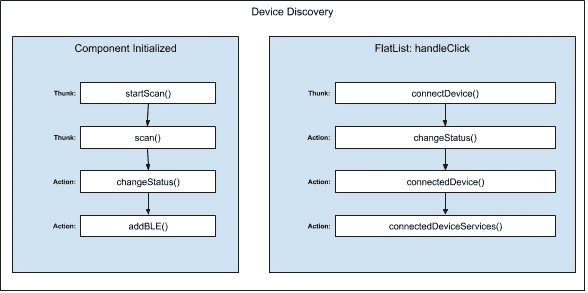 Device Discovery
Component Initialized
Thunk: startScan()
Thunk: scan()
Action: changeStatus()
Action: addBLE()
FlatList: handleClick
Thunk: connectDevice()
Action: changeStatus()
Action: connectedDevice()
Action: connectedDeviceServices()